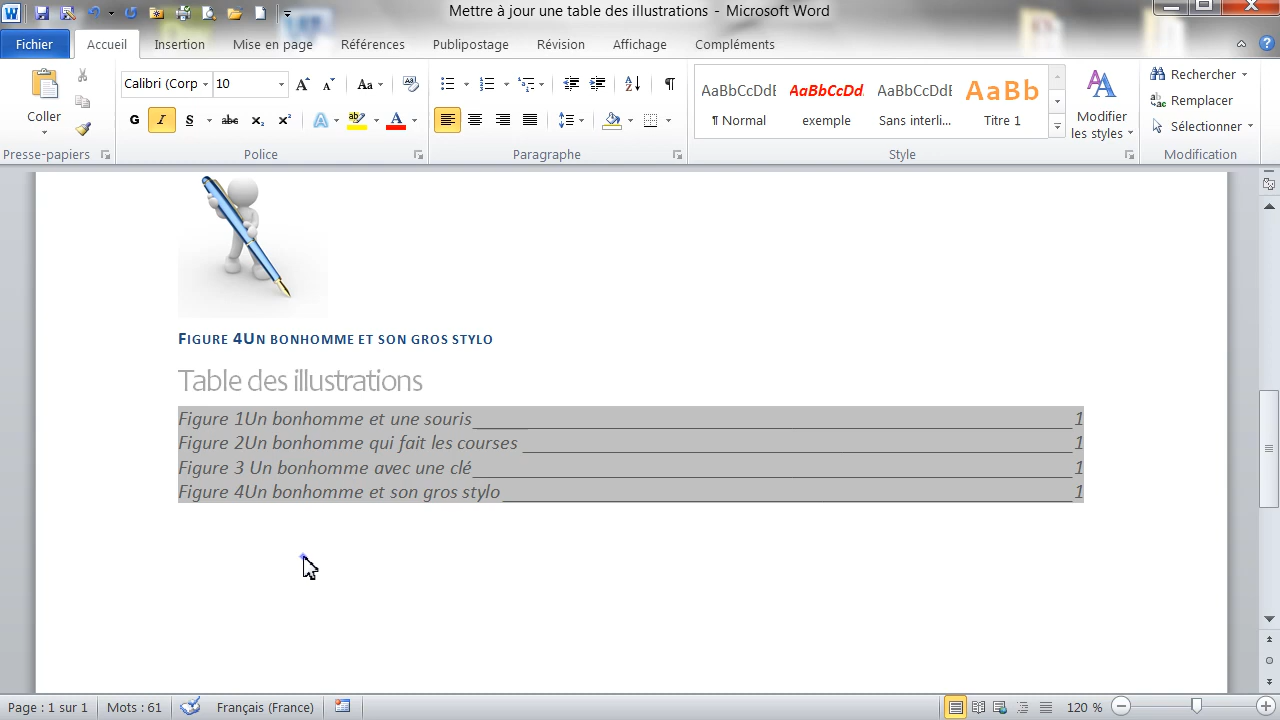 Mettre à jour une table des illustrations - Microsoft Word
Fichier Accueil Insertion Mise en page Références Publipostage Révision Affichage Compléments
Coller
Presse-papiers
Calibri (Corp 10
Aa
G I S abc x₂ x² A ab A
Police
Paragraphe
AaBbCcDdE AaBbCcDd AaBbCcDdE AaBb
¶ Normal exemple Sans interli... Titre 1
Style
Modifier
les styles
Rechercher
Remplacer
Sélectionner
Modification
Figure 4Un bonhomme et son gros stylo
Table des illustrations
Figure 1Un bonhomme et une souris 1
Figure 2Un bonhomme qui fait les courses 1
Figure 3 Un bonhomme avec une clé 1
Figure 4Un bonhomme et son gros stylo 1
Page : 1 sur 1 Mots : 61 Français (France) 120 %